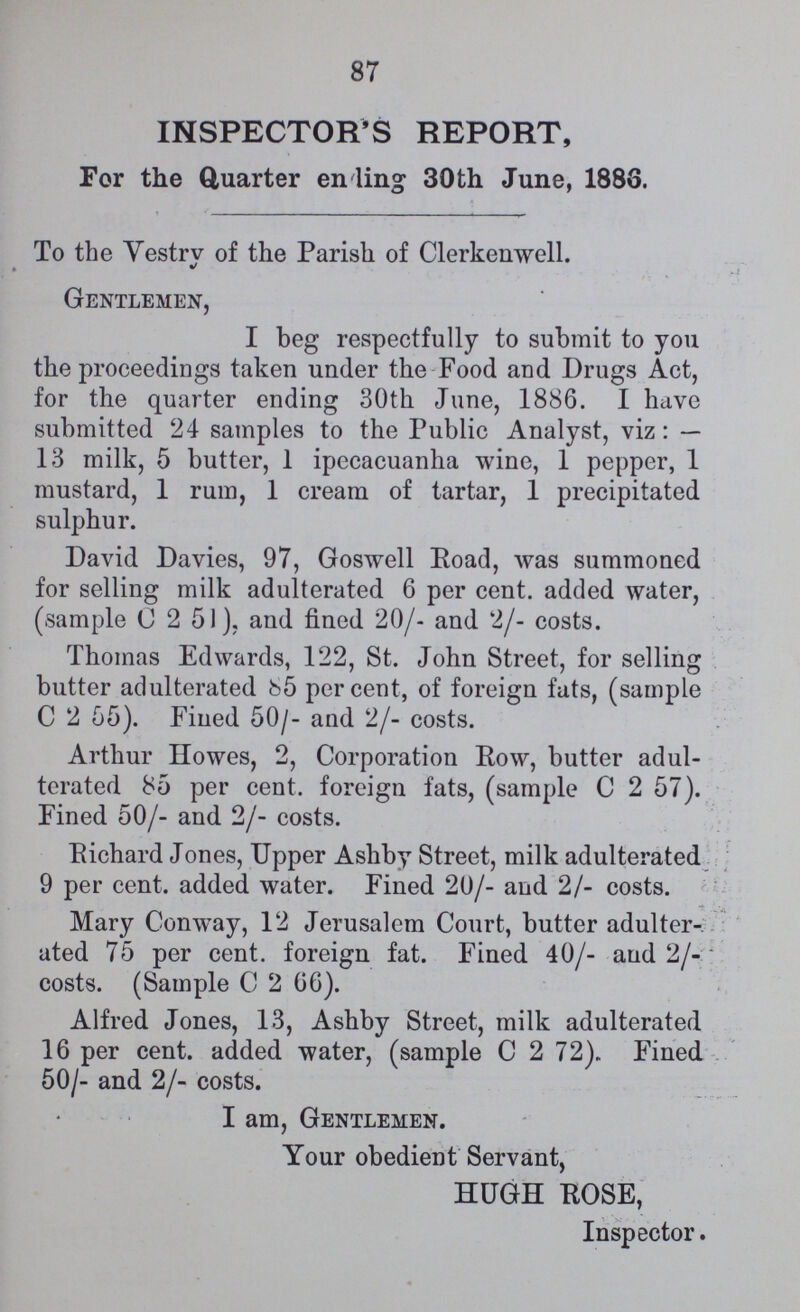 87
INSPECTOR'S REPORT,
For the Quarter ending 30th June, 1886.
To the Vestry of the Parish of Clerkenwell.
GENTLEMEN,
I beg respectfully to submit to you
the proceedings taken under the Food and Drugs Act,
for the quarter ending 30th June, 1886. I have
submitted 24 samples to the Public Analyst, viz: —
13 milk, 5 butter, 1 ipecacuanha wine, 1 pepper, 1
mustard, 1 rum, 1 cream of tartar, 1 precipitated
sulphur.
David Davies, 97, Goswell Road, was summoned
for selling milk adulterated 6 per cent. added water,
(sample C 2 51), and fined 20/- and 2/- costs.
Thomas Edwards, 122, St. John Street, for selling
butter adulterated 85 per cent, of foreign fats, (sample
C 2 55). Fined 50/- and 2/- costs.
Arthur Howes, 2, Corporation Row, butter adul-
terated 85 per cent. foreign fats, (sample C 2 57).
Fined 50/- and 2/- costs.
Richard Jones, Upper Ashby Street, milk adulterated
9 per cent. added water. Fined 20/- and 2/- costs.
Mary Conway, 12 Jerusalem Court, butter adulter-
ated 75 per cent. foreign fat. Fined 40/- and 2/-
costs. (Sample C 2 66).
Alfred Jones, 13, Ashby Street, milk adulterated
16 per cent. added water, (sample C 2 72). Fined
50/- and 2/- costs.
I am, GENTLEMEN.
Your obedient Servant,
HUGH ROSE,
Inspector.